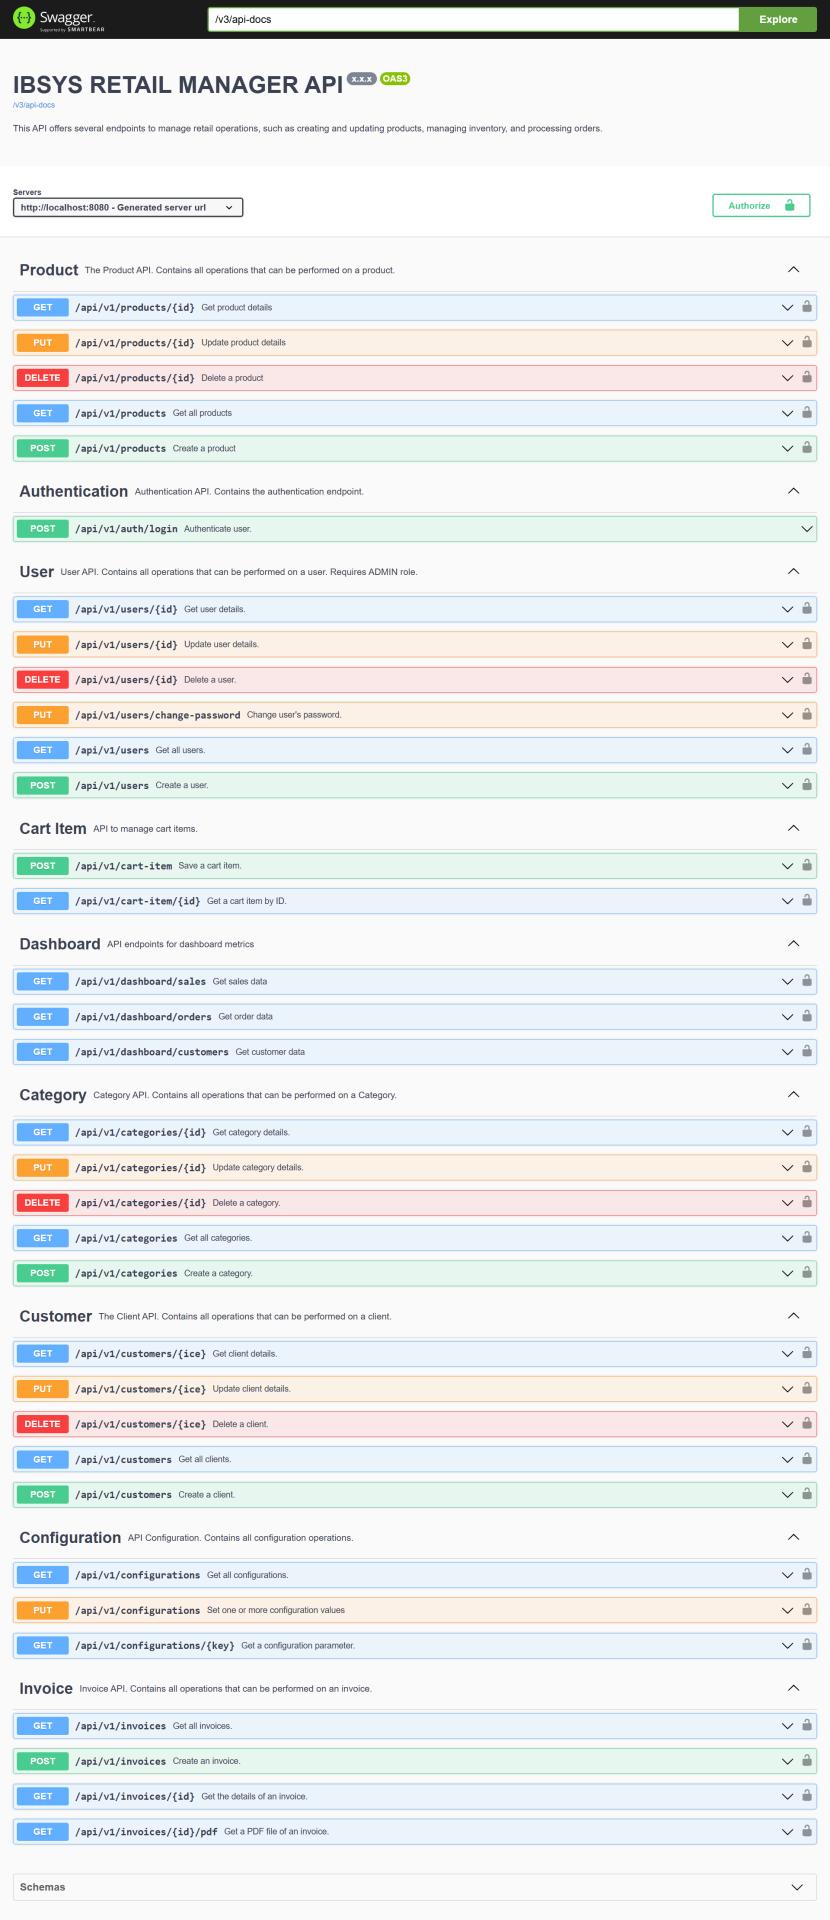 Swagger.
Supported by SMARTBEAR
/v3/api-docs
Explore
IBSYS RETAIL MANAGER API x.x.x OAS3
/v3/api-docs
This API offers several endpoints to manage retail operations, such as creating and updating products, managing inventory, and processing orders.
Servers
http://localhost:8080 - Generated server url
Authorize
Product The Product API. Contains all operations that can be performed on a product.
GET /api/v1/products/{id} Get product details
PUT /api/v1/products/{id} Update product details
DELETE /api/v1/products/{id} Delete a product
GET /api/v1/products Get all products
POST /api/v1/products Create a product
Authentication Authentication API. Contains the authentication endpoint.
POST /api/v1/auth/login Authenticate user.
User User API. Contains all operations that can be performed on a user. Requires ADMIN role.
GET /api/v1/users/{id} Get user details.
PUT /api/v1/users/{id} Update user details.
DELETE /api/v1/users/{id} Delete a user.
PUT /api/v1/users/change-password Change user's password.
GET /api/v1/users Get all users.
POST /api/v1/users Create a user.
Cart Item API to manage cart items.
POST /api/v1/cart-item Save a cart item.
GET /api/v1/cart-item/{id} Get a cart item by ID.
Dashboard API endpoints for dashboard metrics
GET /api/v1/dashboard/sales Get sales data
GET /api/v1/dashboard/orders Get order data
GET /api/v1/dashboard/customers Get customer data
Category Category API. Contains all operations that can be performed on a Category.
GET /api/v1/categories/{id} Get category details.
PUT /api/v1/categories/{id} Update category details.
DELETE /api/v1/categories/{id} Delete a category.
GET /api/v1/categories Get all categories.
POST /api/v1/categories Create a category.
Customer The Client API. Contains all operations that can be performed on a client.
GET /api/v1/customers/{ice} Get client details.
PUT /api/v1/customers/{ice} Update client details.
DELETE /api/v1/customers/{ice} Delete a client.
GET /api/v1/customers Get all clients.
POST /api/v1/customers Create a client.
Configuration API Configuration. Contains all configuration operations.
GET /api/v1/configurations Get all configurations.
PUT /api/v1/configurations Set one or more configuration values
GET /api/v1/configurations/{key} Get a configuration parameter.
Invoice Invoice API. Contains all operations that can be performed on an invoice.
GET /api/v1/invoices Get all invoices.
POST /api/v1/invoices Create an invoice.
GET /api/v1/invoices/{id} Get the details of an invoice.
GET /api/v1/invoices/{id}/pdf Get a PDF file of an invoice.
Schemas